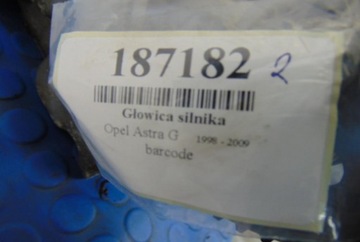 187182 2
Głowica silnika
Opel Astra G 1998 - 2009
barcode